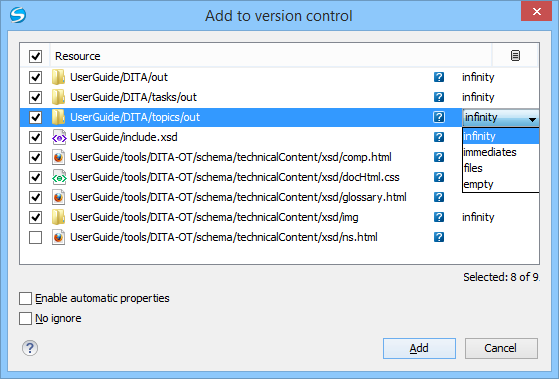 Add to version control
Resource
UserGuide/DITA/out ? infinity
UserGuide/DITA/tasks/out ? infinity
UserGuide/DITA/topics/out ? infinity
infinity
immediates
files
empty
UserGuide/include.xsd ?
UserGuide/tools/DITA-OT/schema/technicalContent/xsd/comp.html ?
UserGuide/tools/DITA-OT/schema/technicalContent/xsd/docHtml.css ?
UserGuide/tools/DITA-OT/schema/technicalContent/xsd/glossary.html ?
UserGuide/tools/DITA-OT/schema/technicalContent/xsd/img ? infinity
UserGuide/tools/DITA-OT/schema/technicalContent/xsd/ns.html ?
Selected: 8 of 9.
Enable automatic properties
No ignore
? Add Cancel